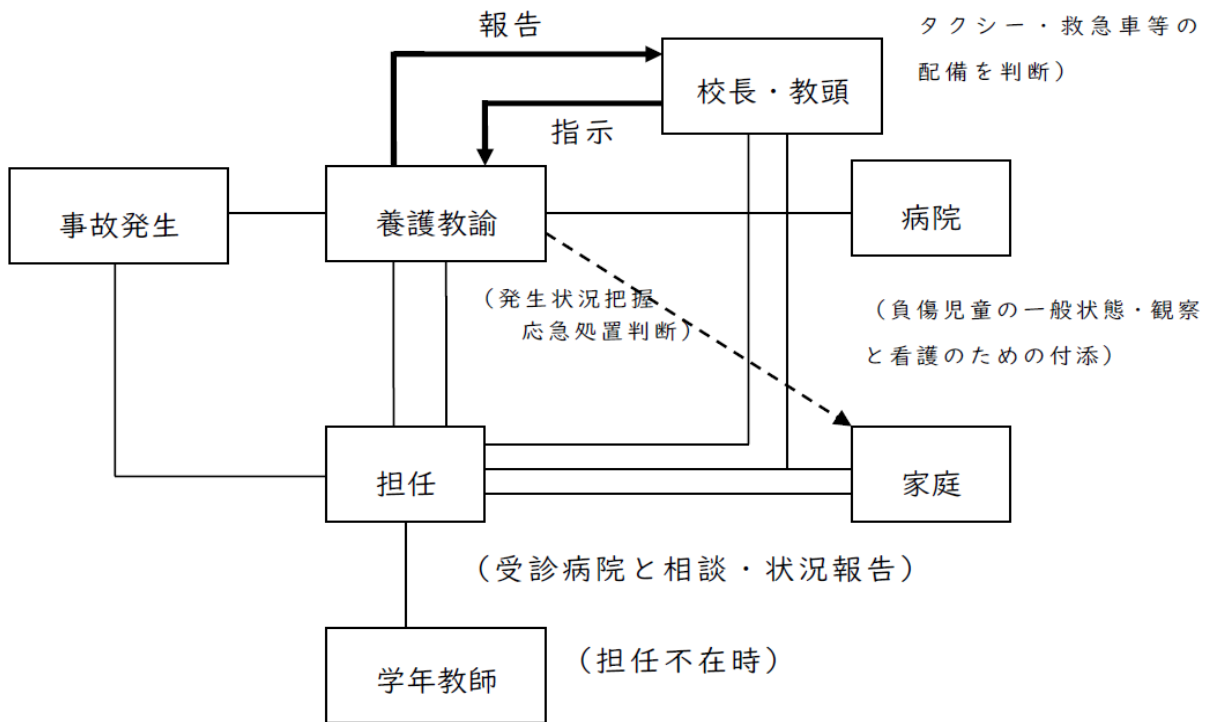 報告
タクシー・救急車等の
配備を判断）
校長・教頭
指示
事故発生
養護教諭
病院
（発生状況把握
応急処置判断）
（負傷児童の一般状態・観察
と看護のための付添）
担任
家庭
（受診病院と相談・状況報告）
学年教師
（担任不在時）